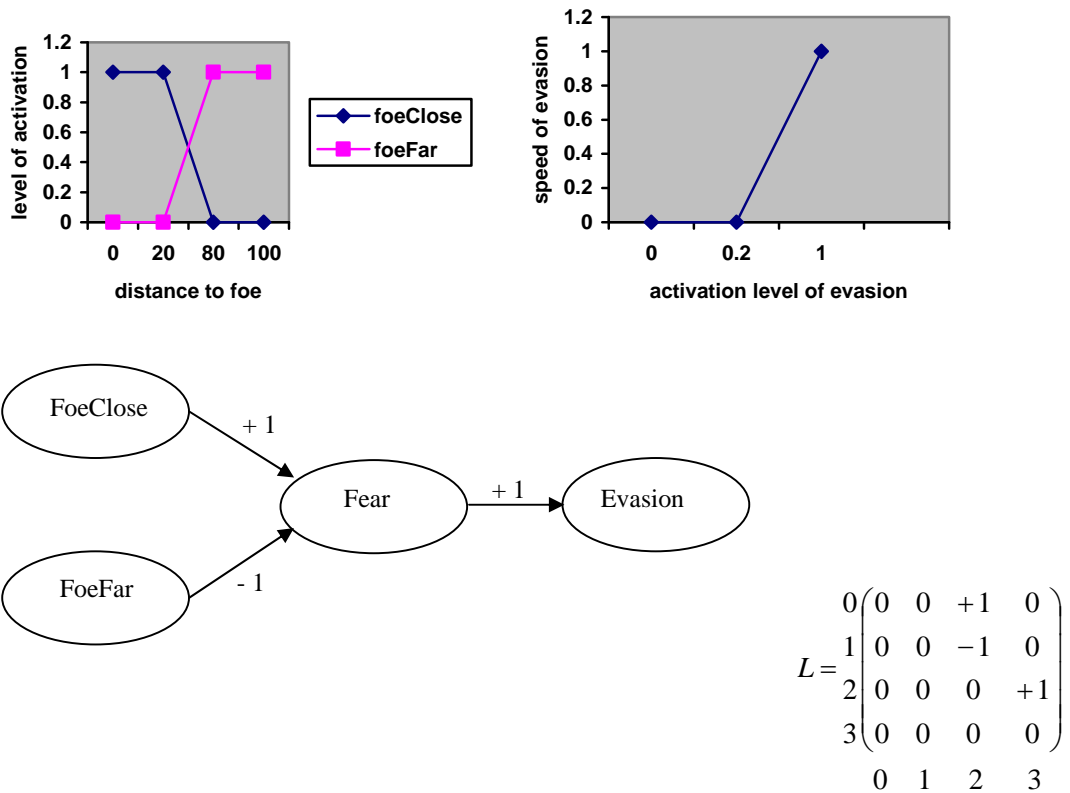 level of activation
1.2
1
0.8
0.6
0.4
0.2
0
0 20 80 100
distance to foe
foeClose
foeFar
speed of evasion
1.2
1
0.8
0.6
0.4
0.2
0
0 0.2 1
activation level of evasion
FoeClose
+ 1
Fear
+ 1
Evasion
FoeFar
- 1
L =
0 0 0 +1 0
1 0 0 −1 0
2 0 0 0 +1
3 0 0 0 0
0 1 2 3